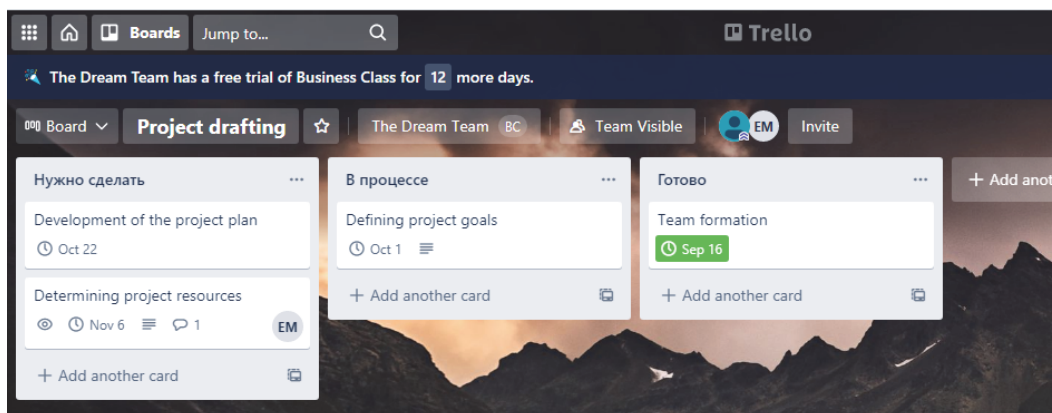 Boards Jump to... Trello
The Dream Team has a free trial of Business Class for 12 more days.
Board Project drafting The Dream Team BC Team Visible EM Invite
Нужно сделать ...
Development of the project plan
Oct 22
Determining project resources
Nov 6 1 EM
+ Add another card
В процессе ...
Defining project goals
Oct 1
+ Add another card
Готово ...
Team formation
Sep 16
+ Add another card
+ Add anot